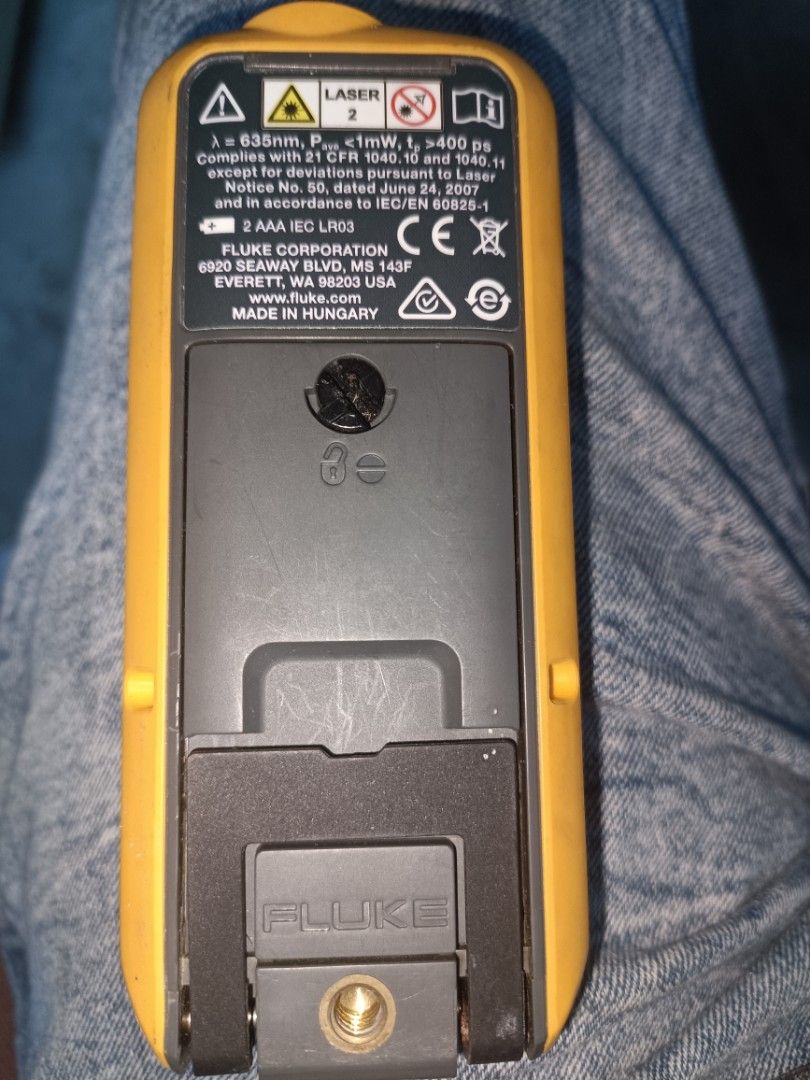 LASER
2
λ = 635nm, Pave <1mW, tp >400 ps
Complies with 21 CFR 1040.10 and 1040.11
except for deviations pursuant to Laser
Notice No. 50, dated June 24, 2007
and in accordance to IEC/EN 60825-1
2 AAA IEC LR03
CE
FLUKE CORPORATION
6920 SEAWAY BLVD, MS 143F
EVERETT, WA 98203 USA
www.fluke.com
MADE IN HUNGARY
FLUKE